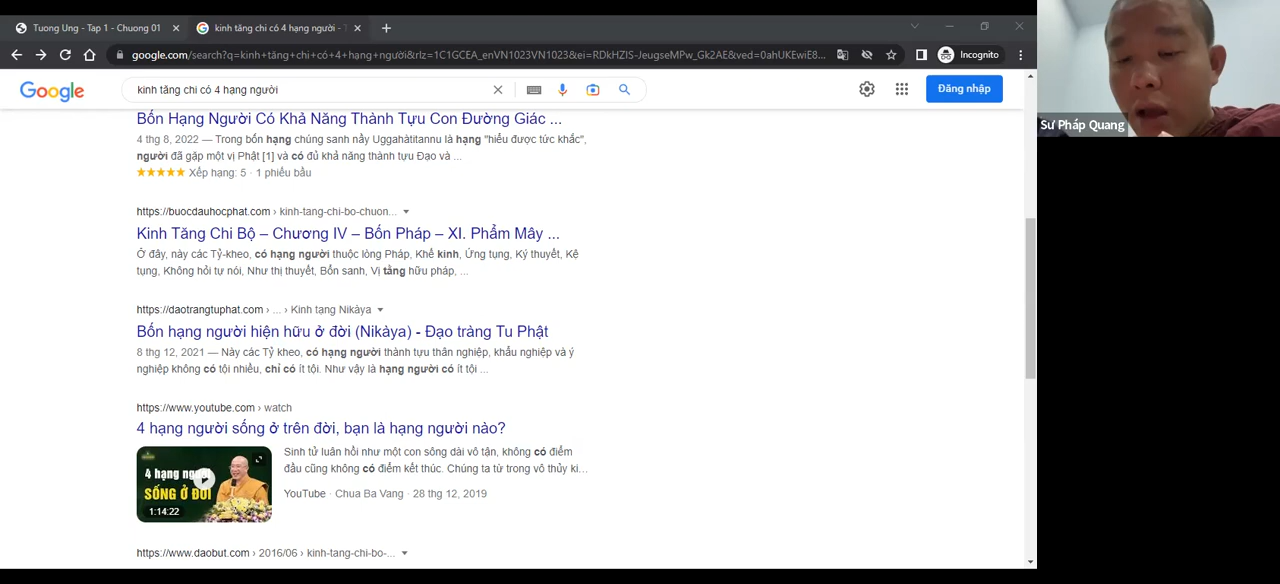 Tuong Ung - Tap 1 - Chuong 01
kinh tăng chi có 4 hạng người - T
google.com/search?q=kinh+tăng+chi+có+4+hạng+người&rlz=1C1GCEA_enVN1023VN1023&ei=RDkHZIS-JeugseMPw_Gk2AE&ved=0ahUKEwiE8...
Incognito
Google
kinh tăng chi có 4 hạng người
Đăng nhập
Bốn Hạng Người Có Khả Năng Thành Tựu Con Đường Giác ...
4 thg 8, 2022 — Trong bốn hạng chúng sanh nầy Uggahātitannu là hạng "hiểu được tức khắc",
người đã gặp một vị Phật [1] và có đủ khả năng thành tựu Đạo và ...
Xếp hạng: 5 · 1 phiếu bầu
https://buocdauhocphat.com › kinh-tang-chi-bo-chuon...
Kinh Tăng Chi Bộ – Chương IV – Bốn Pháp – XI. Phẩm Mây ...
Ở đây, này các Tỷ-kheo, có hạng người thuộc lòng Pháp, Khế kinh, Ứng tụng, Ký thuyết, Kệ
tụng, Không hỏi tự nói, Như thị thuyết, Bổn sanh, Vị tằng hữu pháp, ...
https://daotrangtuphat.com › ... › Kinh tạng Nikàya
Bốn hạng người hiện hữu ở đời (Nikàya) - Đạo tràng Tu Phật
8 thg 12, 2021 — Này các Tỷ kheo, có hạng người thành tựu thân nghiệp, khẩu nghiệp và ý
nghiệp không có tội nhiều, chỉ có ít tội. Như vậy là hạng người có ít tội ...
https://www.youtube.com › watch
4 hạng người sống ở trên đời, bạn là hạng người nào?
4 hạng người
SỐNG Ở ĐỜI
1:14:22
Sinh tử luân hồi như một con sông dài vô tận, không có điểm
đầu cũng không có điểm kết thúc. Chúng ta từ trong vô thủy ki...
YouTube · Chua Ba Vang · 28 thg 12, 2019
https://www.daobut.com › 2016/06 › kinh-tang-chi-bo-...
Sư Pháp Quang